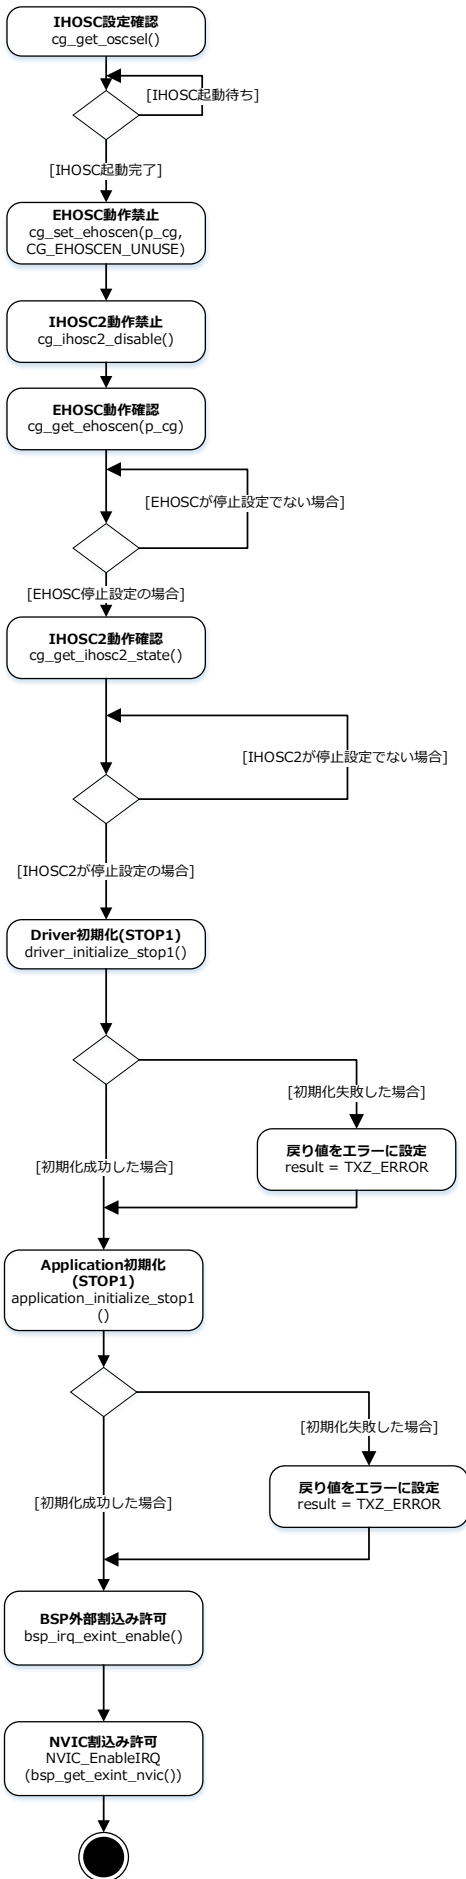 IHOSC設定確認
cg_get_oscsel()
[IHOSC起動待ち]
[IHOSC起動完了]
EHOSC動作禁止
cg_set_ehoscen(p_cg,
CG_EHOSCEN_UNUSE)
IHOSC2動作禁止
cg_ihosc2_disable()
EHOSC動作確認
cg_get_ehoscen(p_cg)
[EHOSCが停止設定でない場合]
[EHOSC停止設定の場合]
IHOSC2動作確認
cg_get_ihosc2_state()
[IHOSC2が停止設定でない場合]
[IHOSC2が停止設定の場合]
Driver初期化(STOP1)
driver_initialize_stop1()
[初期化失敗した場合]
戻り値をエラーに設定
result = TXZ_ERROR
[初期化成功した場合]
Application初期化
(STOP1)
application_initialize_stop1
()
[初期化失敗した場合]
戻り値をエラーに設定
result = TXZ_ERROR
[初期化成功した場合]
BSP外部割込み許可
bsp_irq_exint_enable()
NVIC割込み許可
NVIC_EnableIRQ
(bsp_get_exint_nvic())